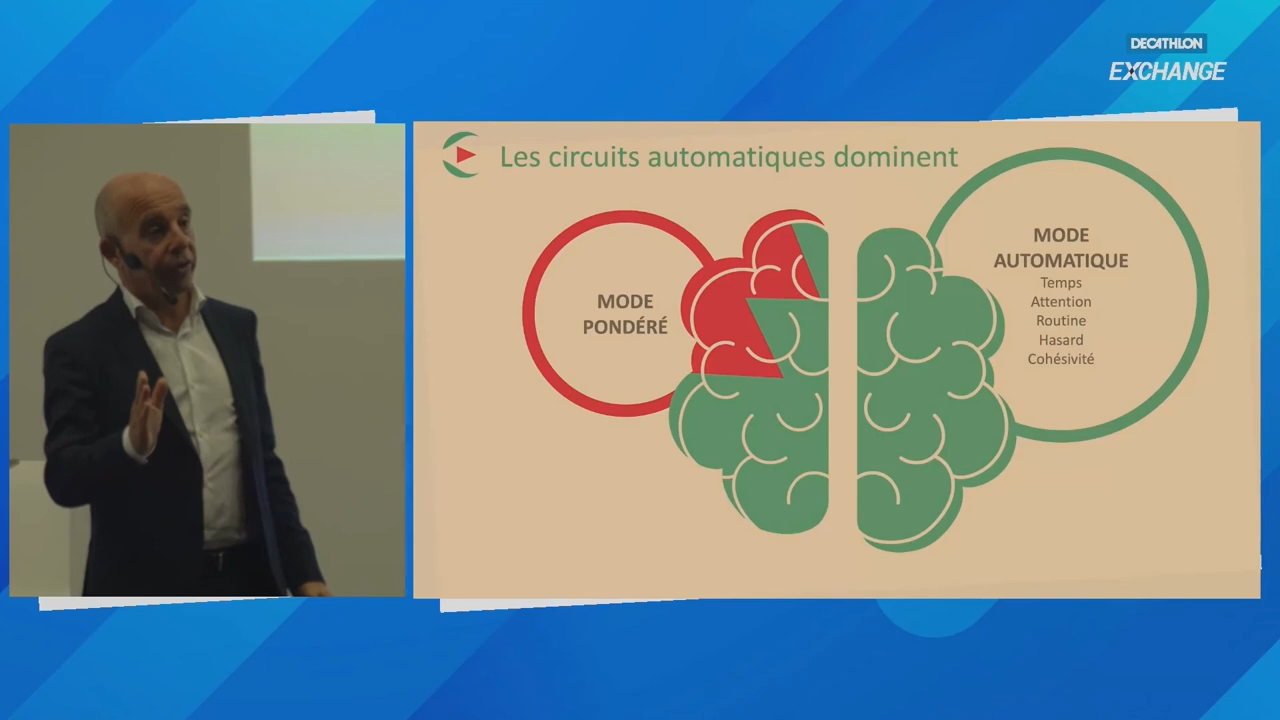 DECATHLON
EXCHANGE
Les circuits automatiques dominent
MODE
PONDÉRÉ
MODE
AUTOMATIQUE
Temps
Attention
Routine
Hasard
Cohésivité